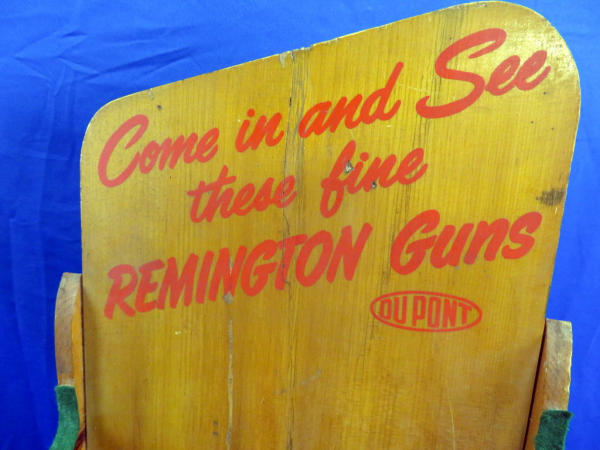 Come in and See
these fine
REMINGTON GUNS
DU PONT